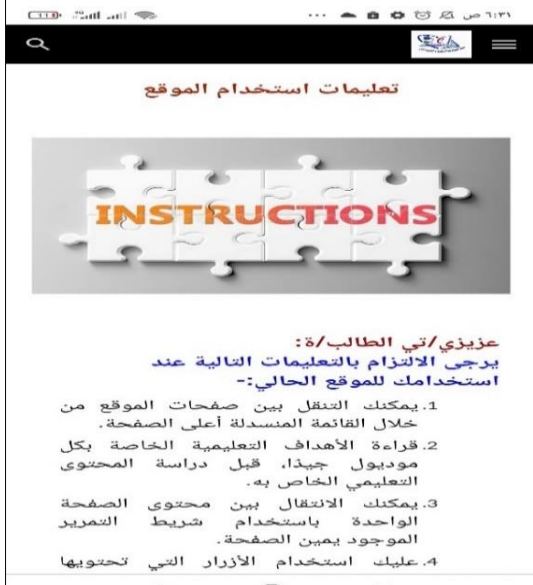 ٦:٣١ ص
تعليمات استخدام الموقع
INSTRUCTIONS
عزيزي/تي الطالب/ة:
يرجى الالتزام بالتعليمات التالية عند
استخدامك للموقع الحالي:-
1. يمكنك التنقل بين صفحات الموقع من
خلال القائمة المنسدلة أعلى الصفحة.
2. قراءة الأهداف التعليمية الخاصة بكل
موديول جيدًا، قبل دراسة المحتوى
التعليمي الخاص به.
3. يمكنك الانتقال بين محتوى الصفحة
الواحدة باستخدام شريط التمرير
الموجود يمين الصفحة.
4. عليك استخدام الأزرار التي تحتويها